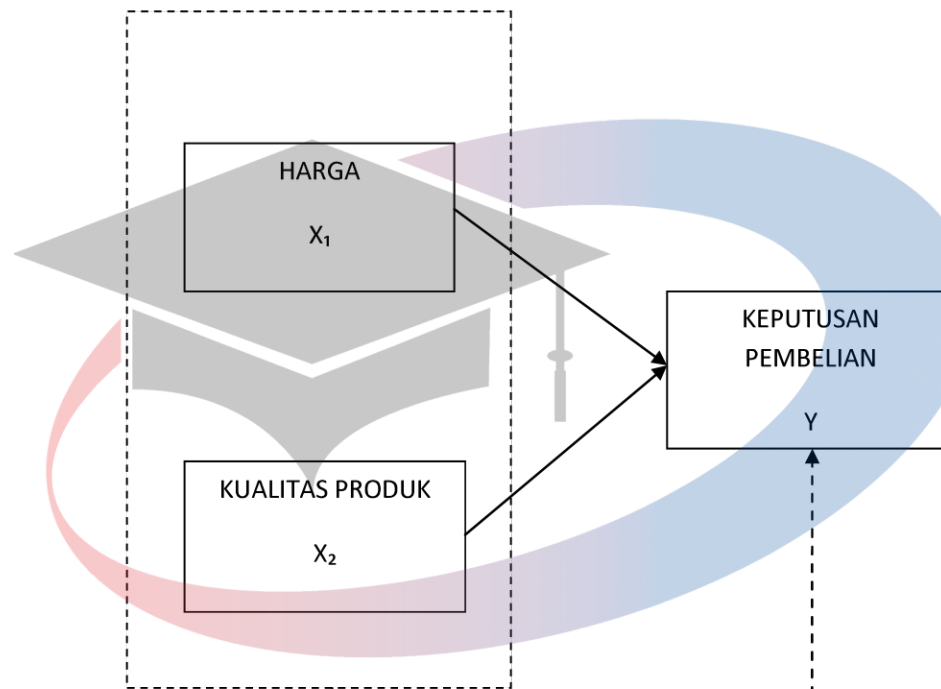 HARGA
X₁
KEPUTUSAN
PEMBELIAN
Y
KUALITAS PRODUK
X₂